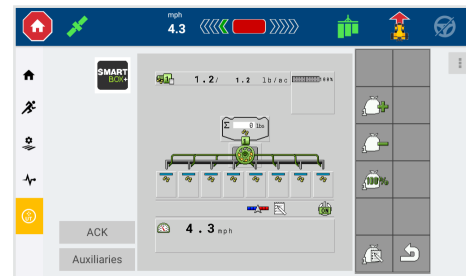 mph
4.3
SMART
BOX+
1.2/ 1.2 lb/ac
Σ 0 lbs
1
100%
ACK
4.3 mph
Auxiliaries